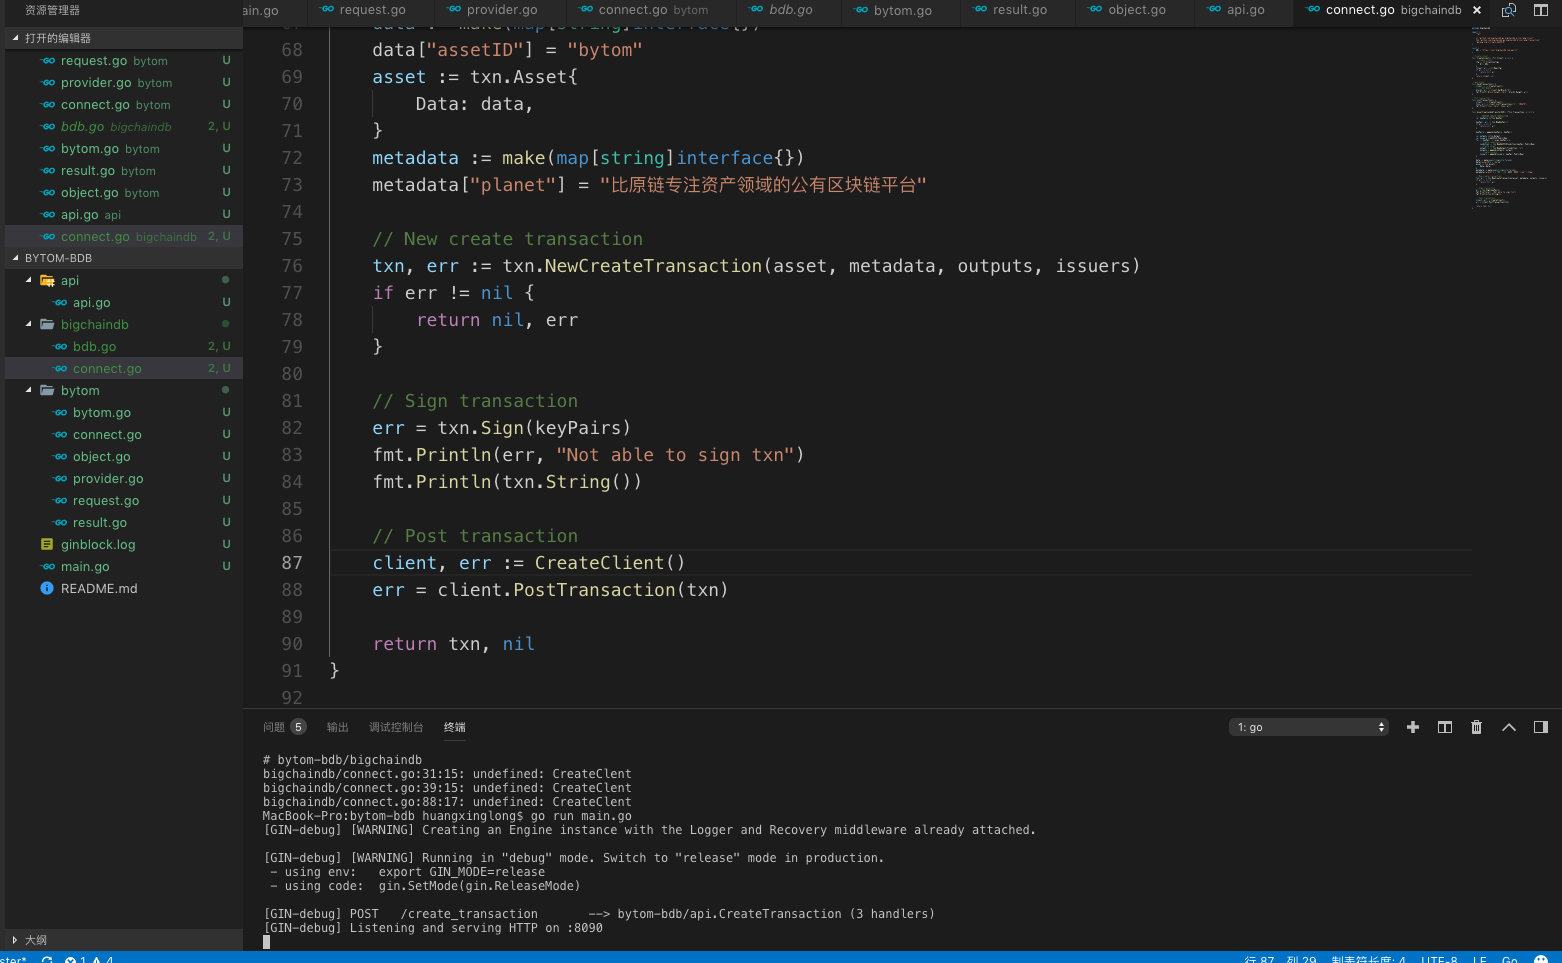 资源管理器
ain.go
request.go
provider.go
connect.go bytom
bdb.go
bytom.go
result.go
object.go
api.go
connect.go bigchaindb ×
打开的编辑器
request.go bytom U
provider.go bytom U
connect.go bytom U
bdb.go bigchaindb 2, U
bytom.go bytom U
result.go bytom U
object.go bytom U
api.go api U
connect.go bigchaindb 2, U
BYTOM-BDB
api
api.go U
bigchaindb
bdb.go 2, U
connect.go 2, U
bytom
bytom.go U
connect.go U
object.go U
provider.go U
request.go U
result.go U
ginblock.log U
main.go U
README.md
大纲
68 data["assetID"] = "bytom"
69 asset := txn.Asset{
70 Data: data,
71 }
72 metadata := make(map[string]interface{})
73 metadata["planet"] = "比原链专注资产领域的公有区块链平台"
74
75 // New create transaction
76 txn, err := txn.NewCreateTransaction(asset, metadata, outputs, issuers)
77 if err != nil {
78 return nil, err
79 }
80
81 // Sign transaction
82 err = txn.Sign(keyPairs)
83 fmt.Println(err, "Not able to sign txn")
84 fmt.Println(txn.String())
85
86 // Post transaction
87 client, err := CreateClient()
88 err = client.PostTransaction(txn)
89
90 return txn, nil
91 }
92
问题 5 输出 调试控制台 终端
1: go
# bytom-bdb/bigchaindb
bigchaindb/connect.go:31:15: undefined: CreateClent
bigchaindb/connect.go:39:15: undefined: CreateClent
bigchaindb/connect.go:88:17: undefined: CreateClent
MacBook-Pro:bytom-bdb huangxinglong$ go run main.go
[GIN-debug] [WARNING] Creating an Engine instance with the Logger and Recovery middleware already attached.
[GIN-debug] [WARNING] Running in "debug" mode. Switch to "release" mode in production.
- using env: export GIN_MODE=release
- using code: gin.SetMode(gin.ReleaseMode)
[GIN-debug] POST /create_transaction --> bytom-bdb/api.CreateTransaction (3 handlers)
[GIN-debug] Listening and serving HTTP on :8090
ster* 1 4
行 87, 列 29 制表符长度: 4 UTF-8 LF Go